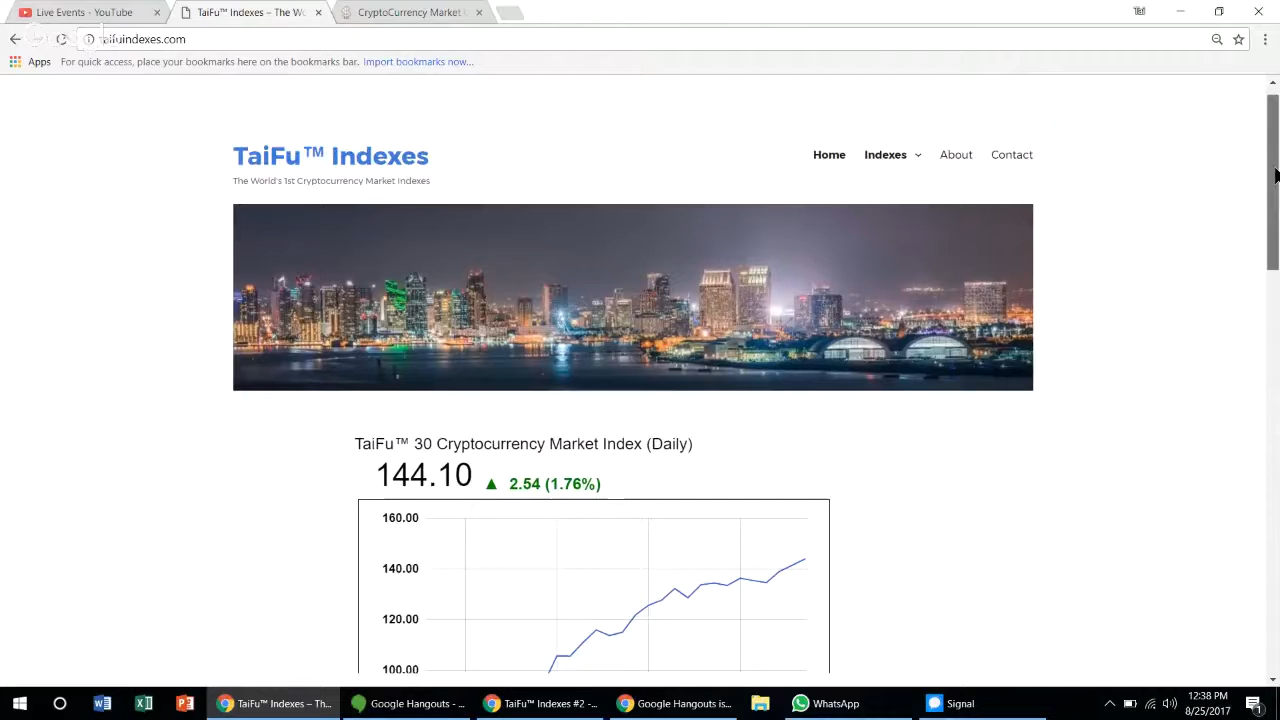 Live Events - YouTube
TaiFu™ Indexes – The Wo
CryptoCurrency Market
indexes.com
Apps For quick access, place your bookmarks here on the bookmarks bar. Import bookmarks now...
TaiFu™ Indexes
The World's 1st Cryptocurrency Market Indexes
Home Indexes About Contact
TaiFu™ 30 Cryptocurrency Market Index (Daily)
144.10 ▲ 2.54 (1.76%)
160.00
140.00
120.00
100.00
TaiFu™ Indexes – Th...
Google Hangouts - ...
TaiFu™ Indexes #2 -...
Google Hangouts is...
WhatsApp
Signal
12:38 PM
8/25/2017